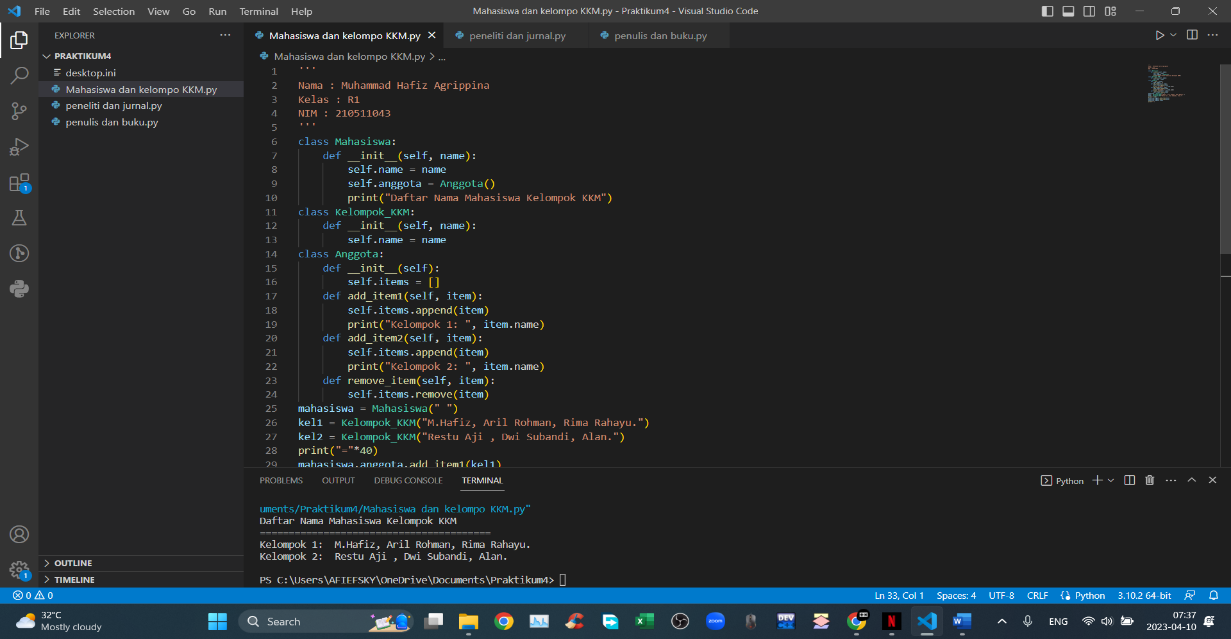 File Edit Selection View Go Run Terminal Help
Mahasiswa dan kelompo KKM.py - Praktikum4 - Visual Studio Code
EXPLORER
PRAKTIKUM4
desktop.ini
Mahasiswa dan kelompo KKM.py
peneliti dan jurnal.py
penulis dan buku.py
Mahasiswa dan kelompo KKM.py peneliti dan jurnal.py penulis dan buku.py
Mahasiswa dan kelompo KKM.py > ...
1 '''
2 Nama : Muhammad Hafiz Agrippina
3 Kelas : R1
4 NIM : 210511043
5 '''
6 class Mahasiswa:
7 def __init__(self, name):
8 self.name = name
9 self.anggota = Anggota()
10 print("Daftar Nama Mahasiswa Kelompok KKM")
11 class Kelompok_KKM:
12 def __init__(self, name):
13 self.name = name
14 class Anggota:
15 def __init__(self):
16 self.items = []
17 def add_item1(self, item):
18 self.items.append(item)
19 print("Kelompok 1: ", item.name)
20 def add_item2(self, item):
21 self.items.append(item)
22 print("Kelompok 2: ", item.name)
23 def remove_item(self, item):
24 self.items.remove(item)
25 mahasiswa = Mahasiswa(" ")
26 kel1 = Kelompok_KKM("M.Hafiz, Aril Rohman, Rima Rahayu.")
27 kel2 = Kelompok_KKM("Restu Aji , Dwi Subandi, Alan.")
28 print("="*40)
29 mahasiswa.anggota.add_item1(kel1)
PROBLEMS OUTPUT DEBUG CONSOLE TERMINAL
Python
uments/Praktikum4/Mahasiswa dan kelompo KKM.py"
Daftar Nama Mahasiswa Kelompok KKM
========================================
Kelompok 1:  M.Hafiz, Aril Rohman, Rima Rahayu.
Kelompok 2:  Restu Aji , Dwi Subandi, Alan.
PS C:\Users\AFIEFSKY\OneDrive\Documents\Praktikum4>
OUTLINE
TIMELINE
1
1
0 0
Ln 33, Col 1 Spaces: 4 UTF-8 CRLF Python 3.10.2 64-bit
32°C
Mostly cloudy
Search
zoom
DEV
ENG
07:37
2023-04-10